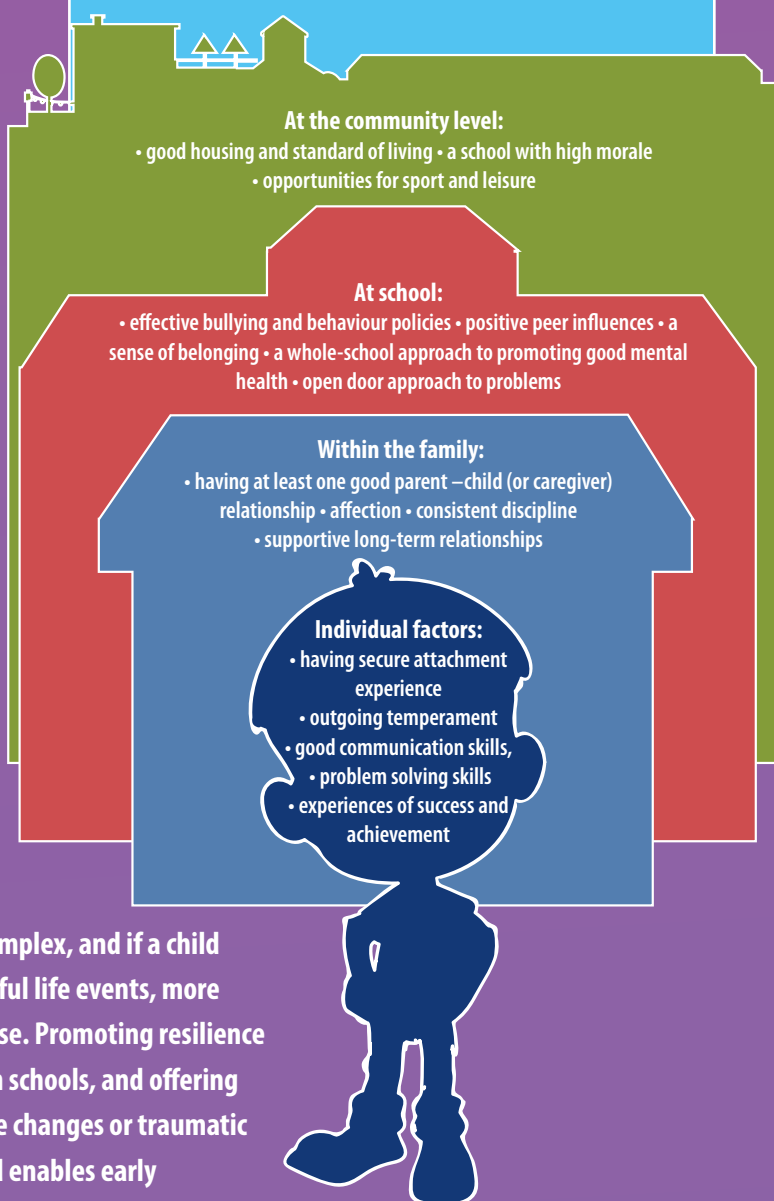 At the community level:
• good housing and standard of living • a school with high morale
• opportunities for sport and leisure
At school:
• effective bullying and behaviour policies • positive peer influences • a
sense of belonging • a whole-school approach to promoting good mental
health • open door approach to problems
Within the family:
• having at least one good parent –child (or caregiver)
relationship • affection • consistent discipline
• supportive long-term relationships
Individual factors:
• having secure attachment
experience
• outgoing temperament
• good communication skills,
• problem solving skills
• experiences of success and
achievement
and if a child
life events, more
Promoting resilience
schools, and offering
changes or traumatic
enables early